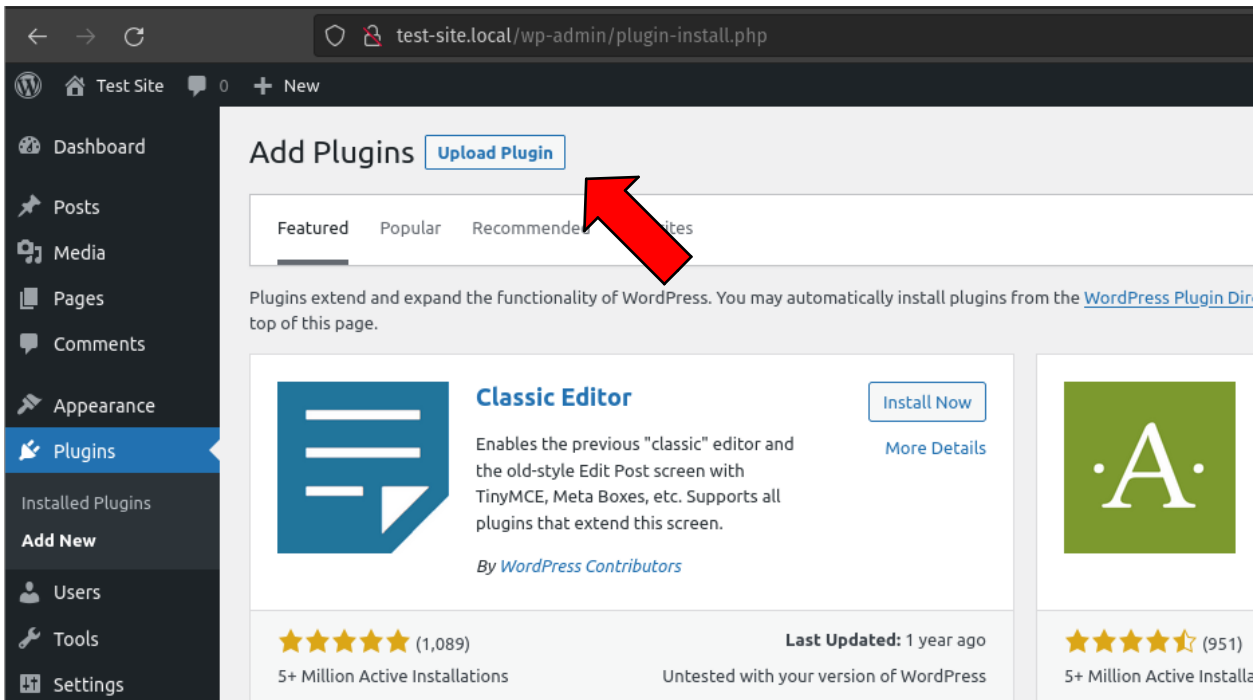 test-site.local/wp-admin/plugin-install.php
Test Site 0 New
Dashboard
Posts
Media
Pages
Comments
Appearance
Plugins
Installed Plugins
Add New
Users
Tools
Settings
Add Plugins Upload Plugin
Featured Popular Recommended
Plugins extend and expand the functionality of WordPress. You may automatically install plugins from the WordPress Plugin
top of this page.
Classic Editor
Install Now
More Details
Enables the previous "classic" editor and
the old-style Edit Post screen with
TinyMCE, Meta Boxes, etc. Supports all
plugins that extend this screen.
By WordPress Contributors
(1,089)
Last Updated: 1 year ago
5+ Million Active Installations
Untested with your version of WordPress
·A·
(951)
5+ Million Active